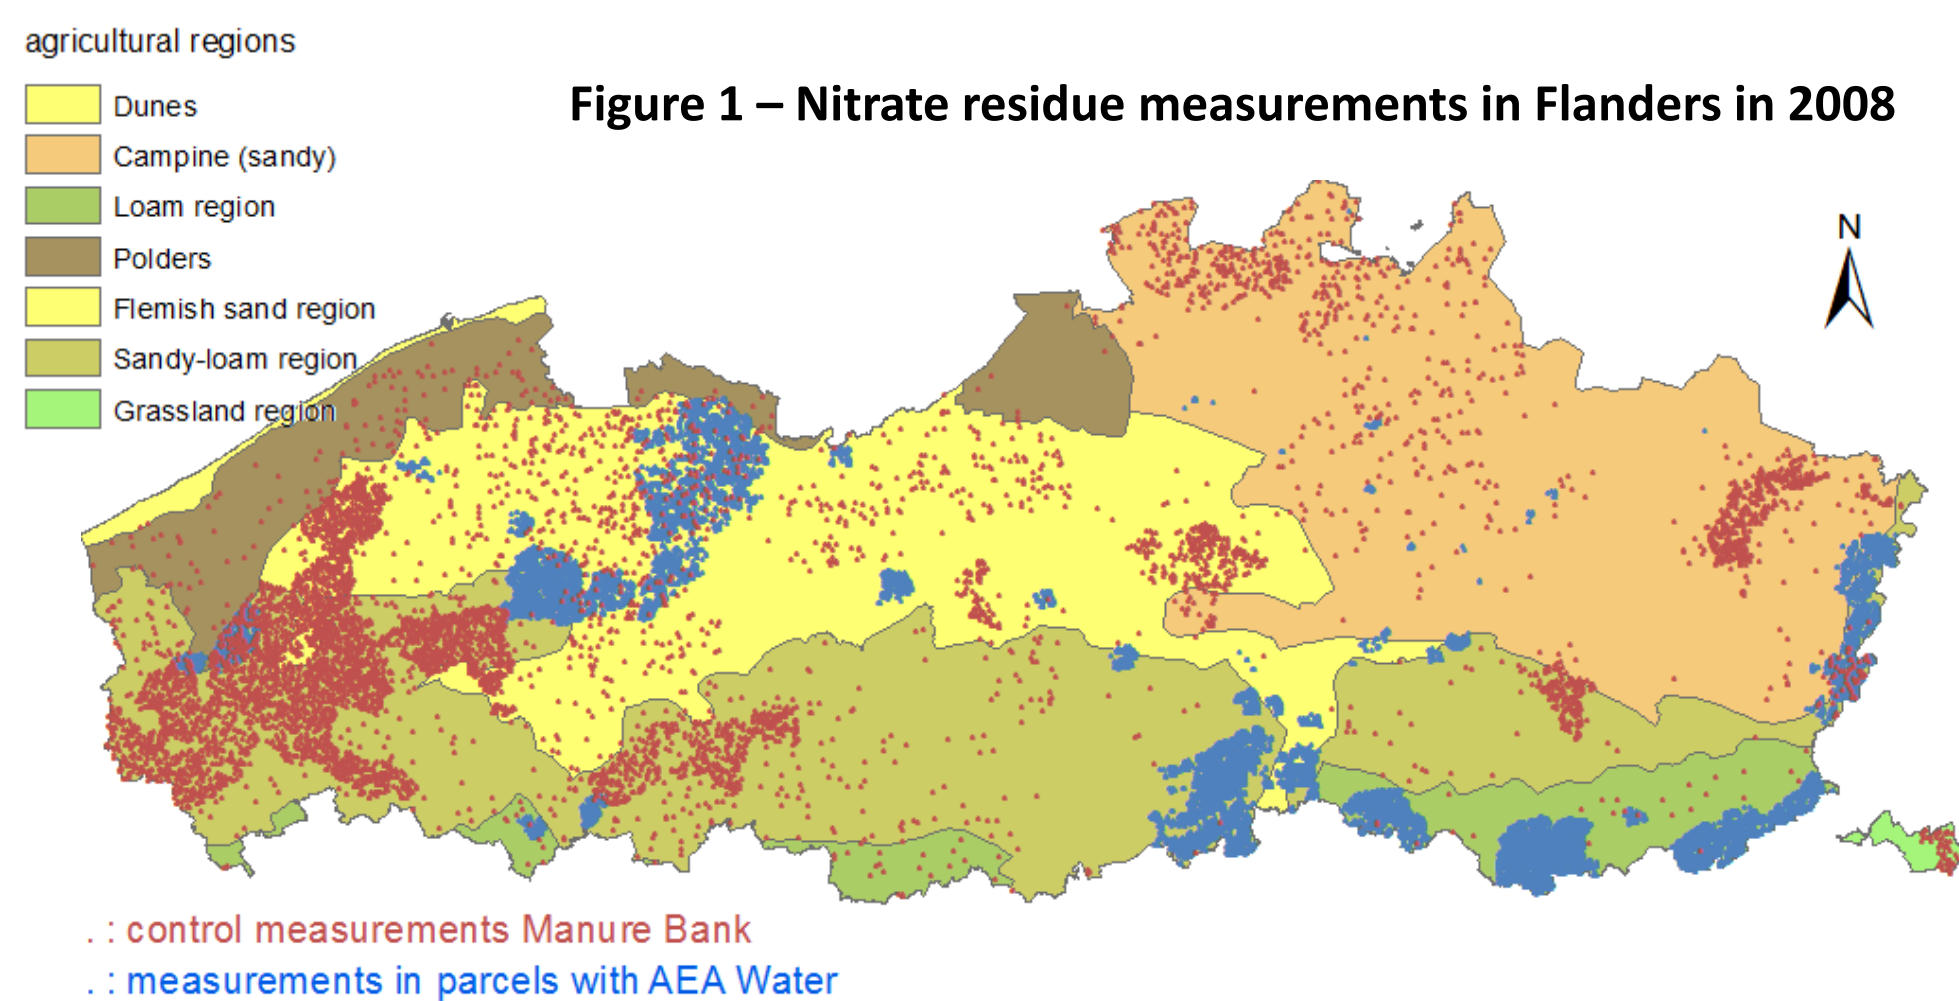 agricultural regions
Figure 1 – Nitrate residue measurements in Flanders in 2008
Dunes
Campine (sandy)
Loam region
Polders
Flemish sand region
Sandy-loam region
Grassland region
N
. : control measurements Manure Bank
. : measurements in parcels with AEA Water